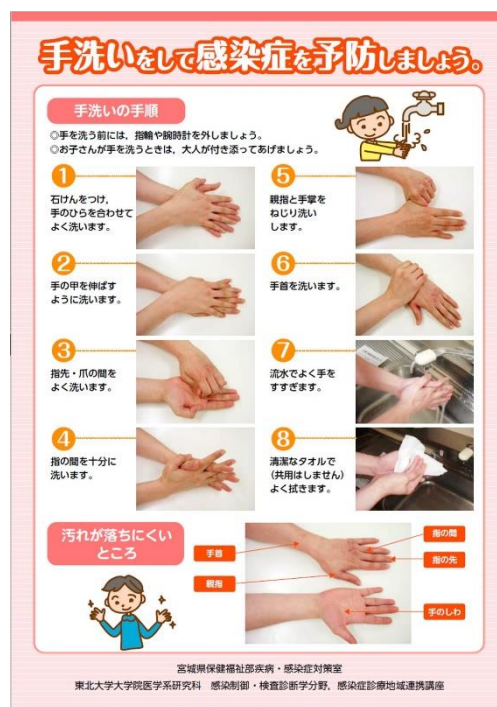 手洗いをして感染症を予防しましょう。
手洗いの手順
◎手を洗う前には，指輪や腕時計を外しましょう。
◎お子さんが手を洗うときは，大人が付き添ってあげましょう。
1
石けんをつけ，
手のひらを合わせて
よく洗います。
2
手の甲を伸ばす
ように洗います。
3
指先・爪の間を
よく洗います。
4
指の間を十分に
洗います。
5
親指と手掌を
ねじり洗い
します。
6
手首を洗います。
7
流水でよく手を
すすぎます。
8
清潔なタオルで
（共用はしません）
よく拭きます。
汚れが落ちにくい
ところ
手首
親指
指の間
指の先
手のしわ
宮城県保健福祉部疾病・感染症対策室
東北大学大学院医学系研究科　感染制御・検査診断学分野，感染症診療地域連携講座